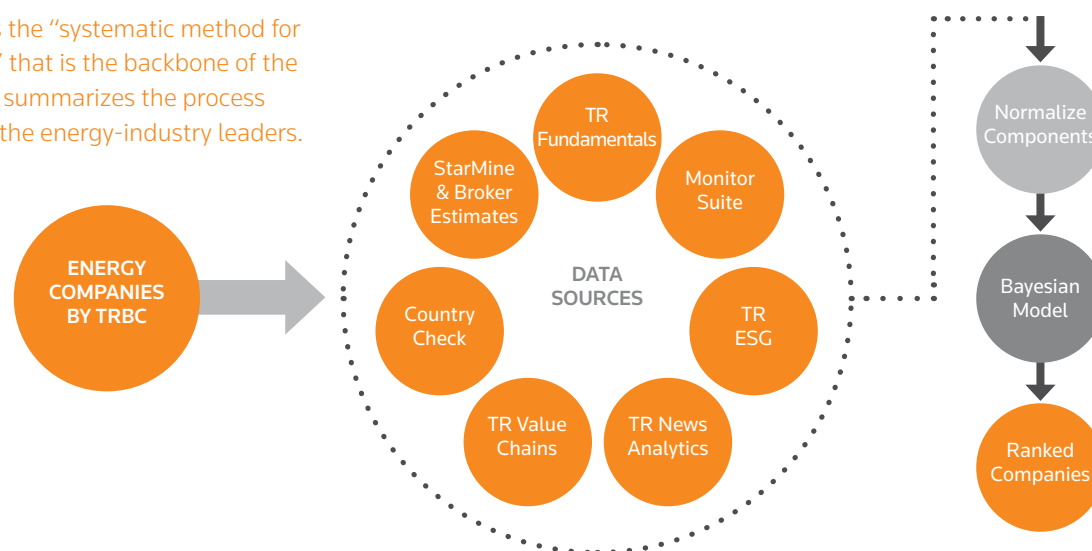 s the “systematic method for
” that is the backbone of the
summarizes the process
the energy-industry leaders.
ENERGY
COMPANIES
BY TRBC
DATA
SOURCES
TR
Fundamentals
Monitor
Suite
TR
ESG
TR News
Analytics
TR Value
Chains
Country
Check
StarMine
& Broker
Estimates
Normalize
Components
Bayesian
Model
Ranked
Companies